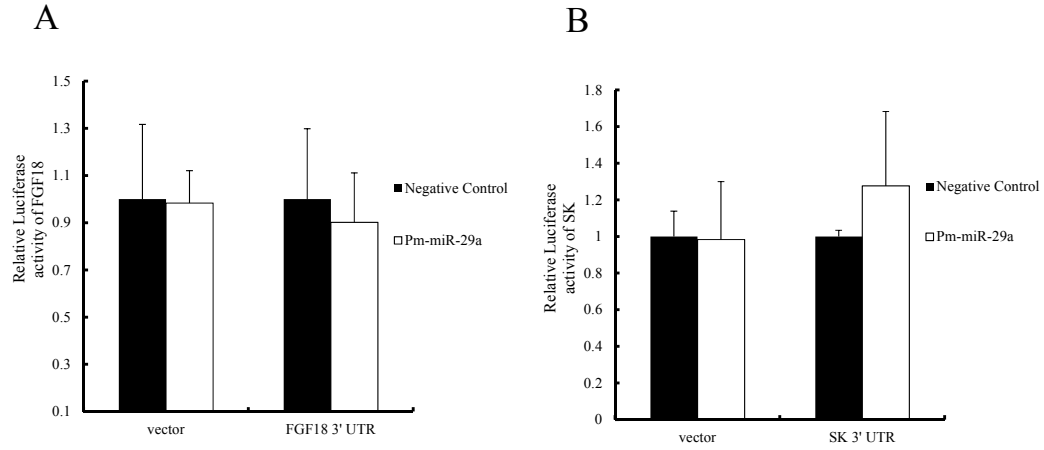 A
Relative Luciferase
activity of FGF18
1.5
1.3
1.1
0.9
0.7
0.5
0.3
0.1
vector
FGF18 3' UTR
Negative Control
Pm-miR-29a
B
Relative Luciferase
activity of SK
1.8
1.6
1.4
1.2
1
0.8
0.6
0.4
0.2
0
vector
SK 3' UTR
Negative Control
Pm-miR-29a